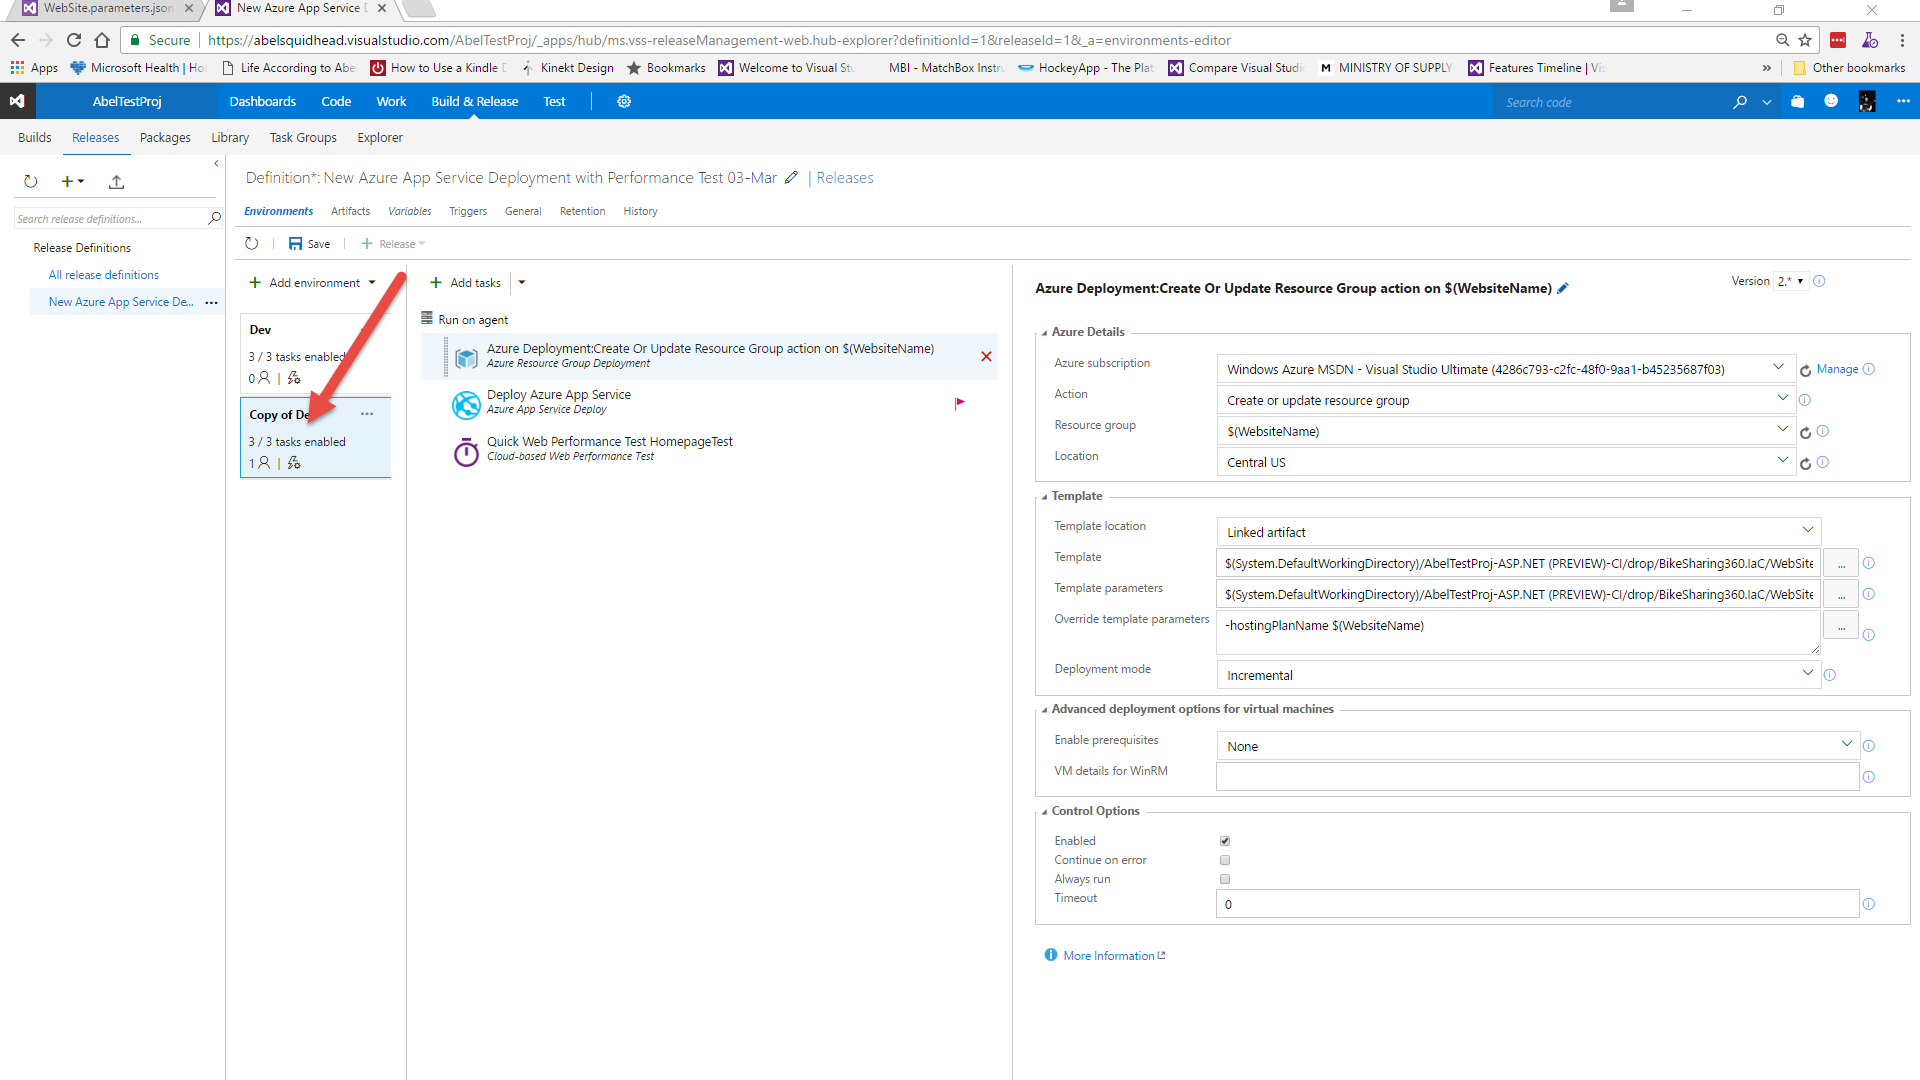 WebSite.parameters.json
New Azure App Service D
Secure
https://abelsquidhead.visualstudio.com/AbelTestProj/_apps/hub/ms.vss-releaseManagement-web.hub-explorer?definitionId=1&releaseId=1&_a=environments-editor
Apps
Microsoft Health | Ho
Life According to Abe
How to Use a Kindle D
Kinekt Design
Bookmarks
Welcome to Visual Stu
MBI - MatchBox Instru
HockeyApp - The Plat
Compare Visual Studio
M MINISTRY OF SUPPLY
Features Timeline | Vis
»
Other bookmarks
AbelTestProj
Dashboards
Code
Work
Build & Release
Test
Search code
Builds
Releases
Packages
Library
Task Groups
Explorer
Definition*: New Azure App Service Deployment with Performance Test 03-Mar
| Releases
Environments
Artifacts
Variables
Triggers
General
Retention
History
Search release definitions...
Save
Release
Release Definitions
All release definitions
New Azure App Service De...
Add environment
Dev
3 / 3 tasks enabled
0
|
Copy of De
3 / 3 tasks enabled
1
|
Add tasks
Run on agent
Azure Deployment:Create Or Update Resource Group action on $(WebsiteName)
Azure Resource Group Deployment
Deploy Azure App Service
Azure App Service Deploy
Quick Web Performance Test HomepageTest
Cloud-based Web Performance Test
Azure Deployment:Create Or Update Resource Group action on $(WebsiteName)
Version 2.*
Azure Details
Azure subscription
Windows Azure MSDN - Visual Studio Ultimate (4286c793-c2fc-48f0-9aa1-b45235687f03)
Manage
Action
Create or update resource group
Resource group
$(WebsiteName)
Location
Central US
Template
Template location
Linked artifact
Template
$(System.DefaultWorkingDirectory)/AbelTestProj-ASP.NET (PREVIEW)-CI/drop/BikeSharing360.IaC/WebSite
...
Template parameters
$(System.DefaultWorkingDirectory)/AbelTestProj-ASP.NET (PREVIEW)-CI/drop/BikeSharing360.IaC/WebSite
...
Override template parameters
-hostingPlanName $(WebsiteName)
...
Deployment mode
Incremental
Advanced deployment options for virtual machines
Enable prerequisites
None
VM details for WinRM
Control Options
Enabled
Continue on error
Always run
Timeout
0
More Information